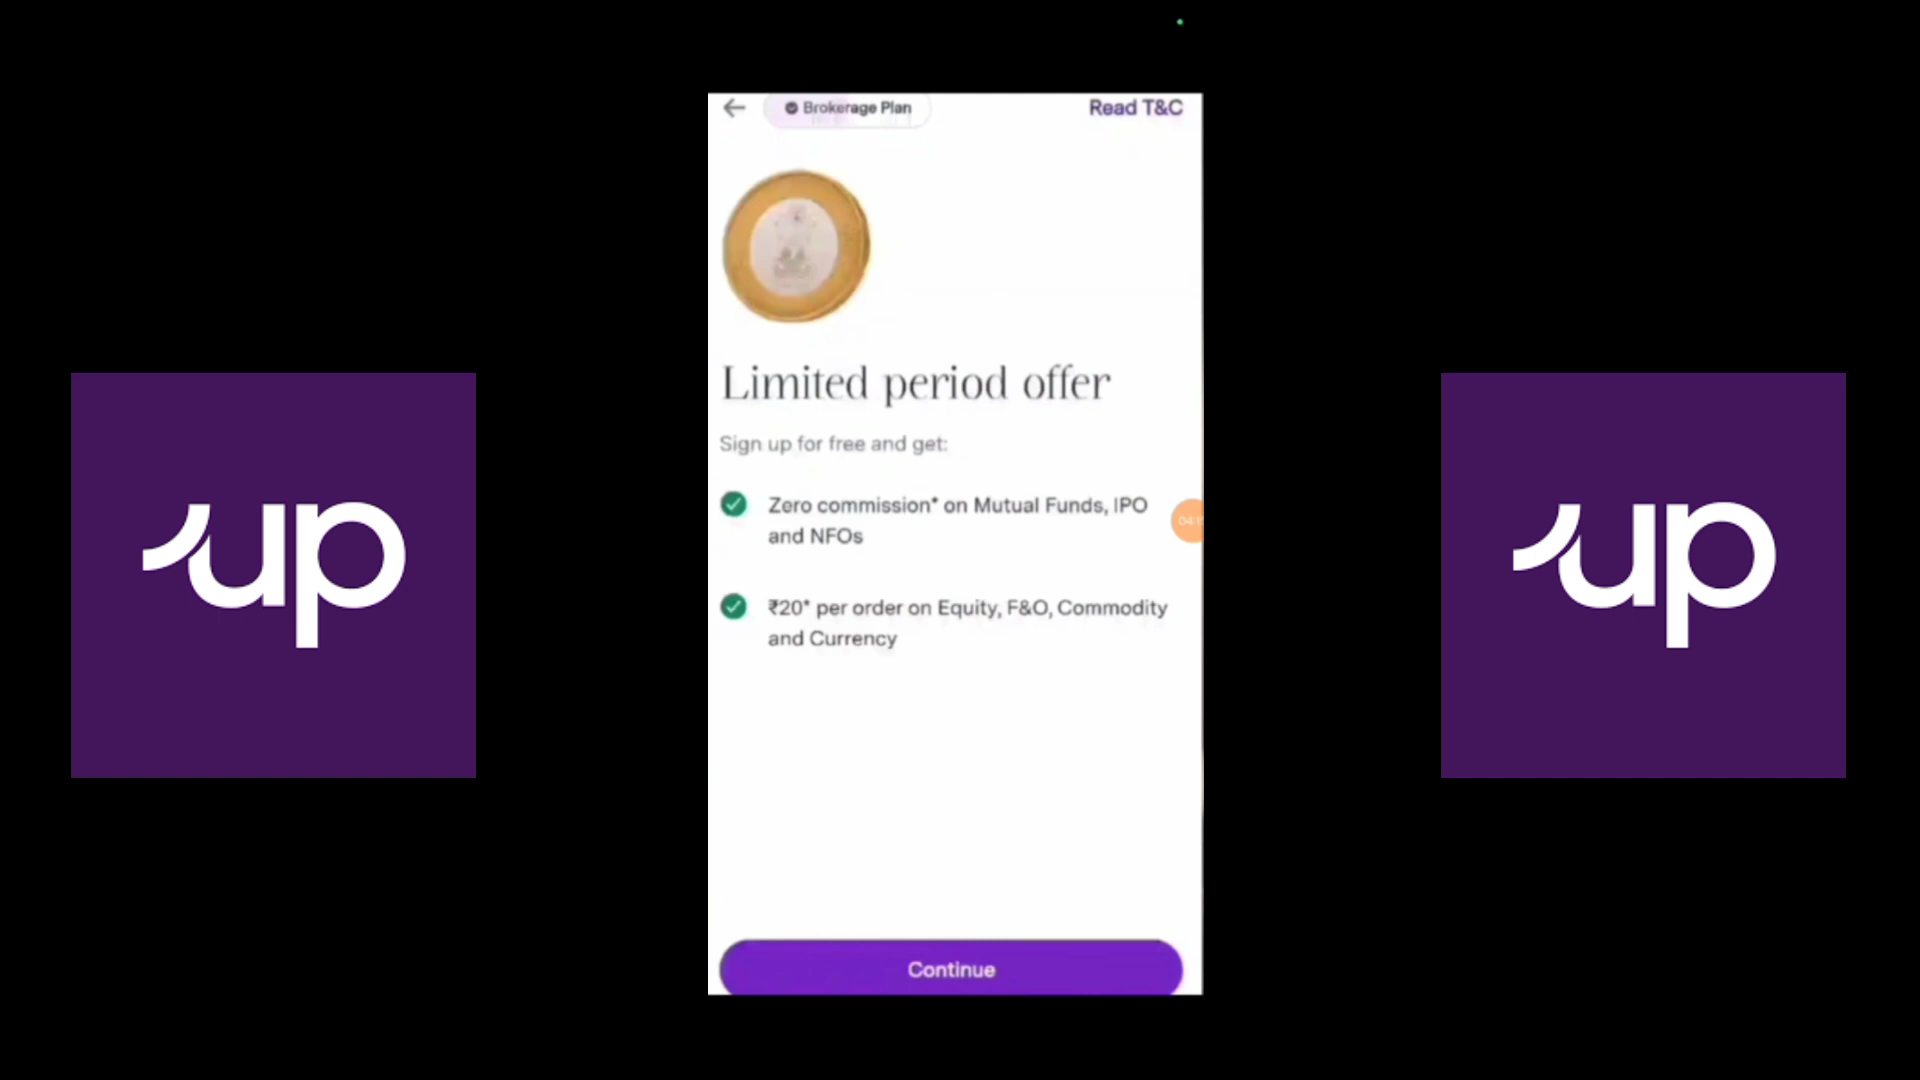 Brokerage Plan
Read T&C
Limited period offer
Sign up for free and get:
Zero commission* on Mutual Funds, IPO
and NFOs
₹20* per order on Equity, F&O, Commodity
and Currency
Continue
up
up